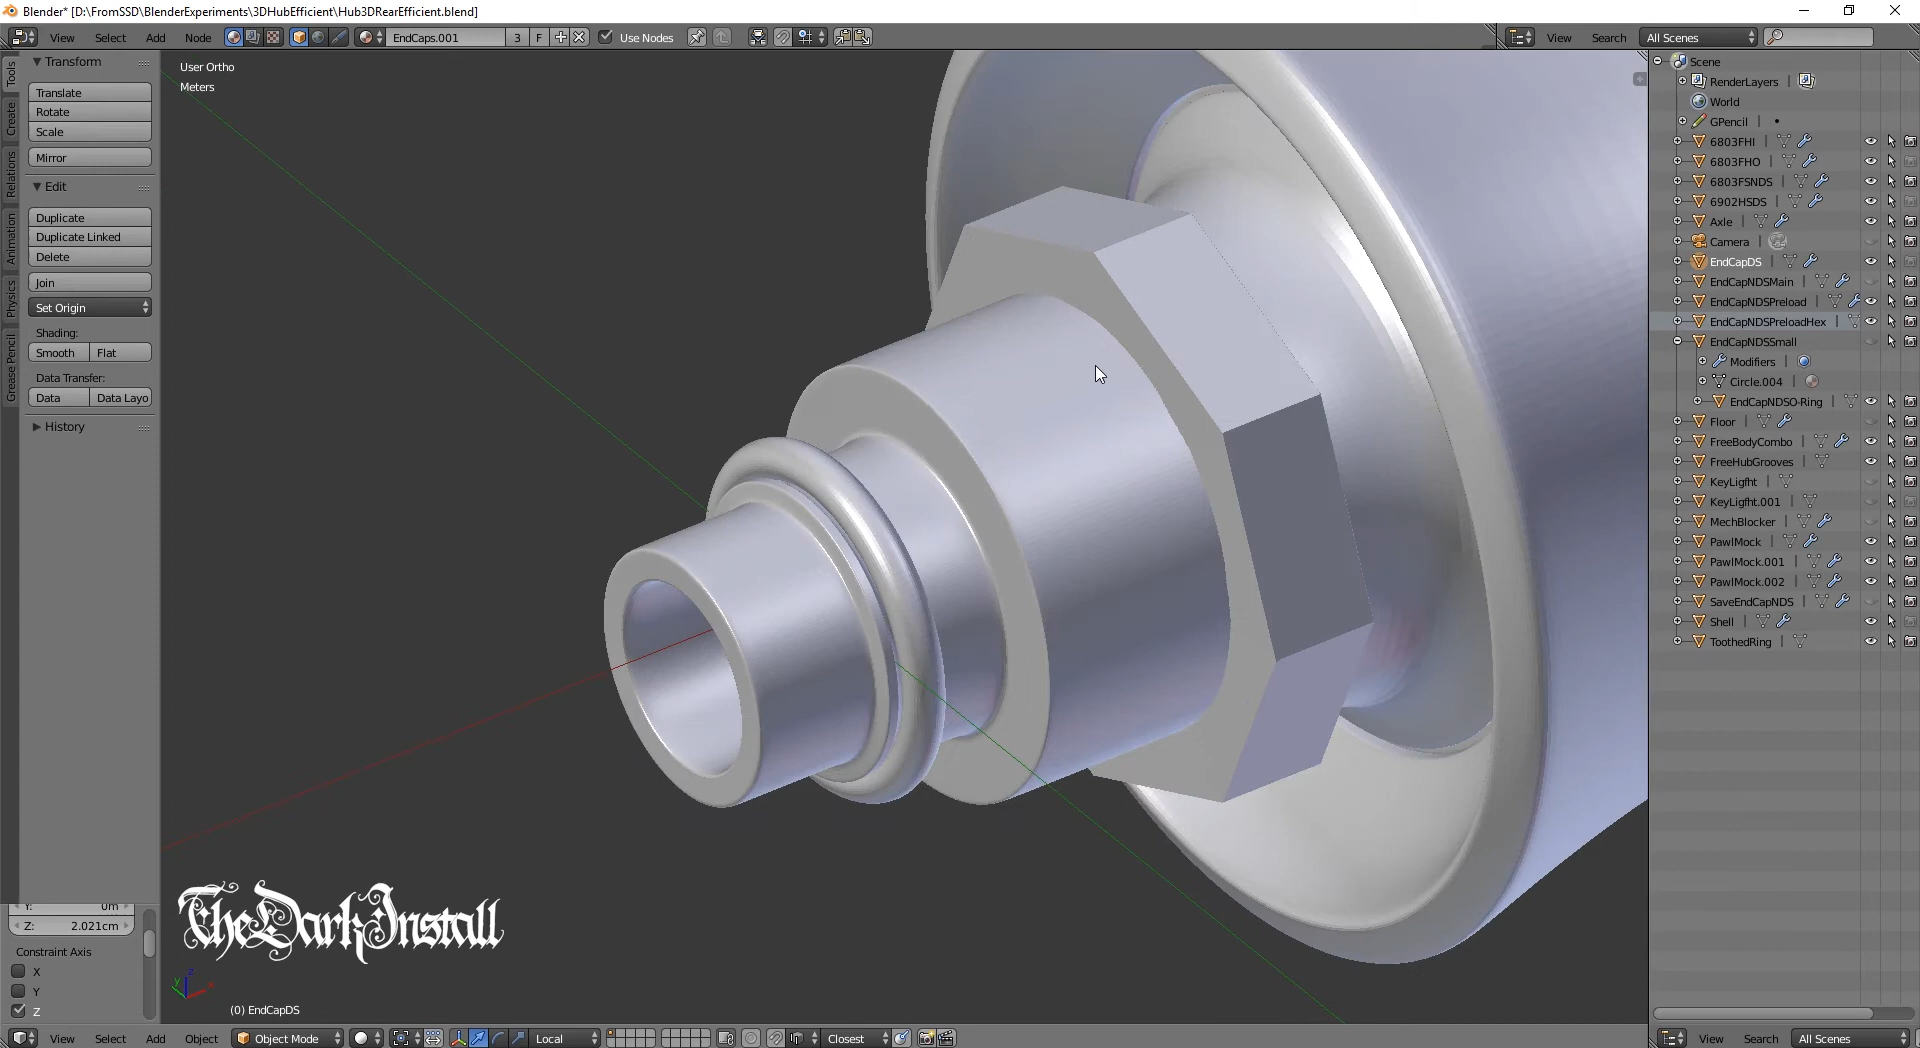 Blender* [D:\FromSSD\BlenderExperiments\3DHubEfficient\Hub3DRearEfficient.blend]
View Select Add Node EndCaps.001 3 F Use Nodes View Search All Scenes
Tools
Create
Relations
Animation
Physics
Grease Pencil
Transform
Translate
Rotate
Scale
Mirror
Edit
Duplicate
Duplicate Linked
Delete
Join
Set Origin
Shading:
Smooth Flat
Data Transfer:
Data Data Layo
History
Y: 0m
Z: 2.021cm
Constraint Axis
X
Y
Z
User Ortho
Meters
TheDarkInstall
z
y
x
(0) EndCapDS
Scene
RenderLayers |
World
GPencil | •
6803FHI |
6803FHO |
6803FSNDS |
6902HSDS |
Axle |
Camera |
EndCapDS |
EndCapNDSMain |
EndCapNDSPreload |
EndCapNDSPreloadHex |
EndCapNDSSmall
Modifiers |
Circle.004 |
EndCapNDSO-Ring |
Floor |
FreeBodyCombo |
FreeHubGrooves |
KeyLigfht |
KeyLigfht.001 |
MechBlocker |
PawlMock |
PawlMock.001 |
PawlMock.002 |
SaveEndCapNDS |
Shell |
ToothedRing |
View Select Add Object Object Mode Local Closest View Search All Scenes